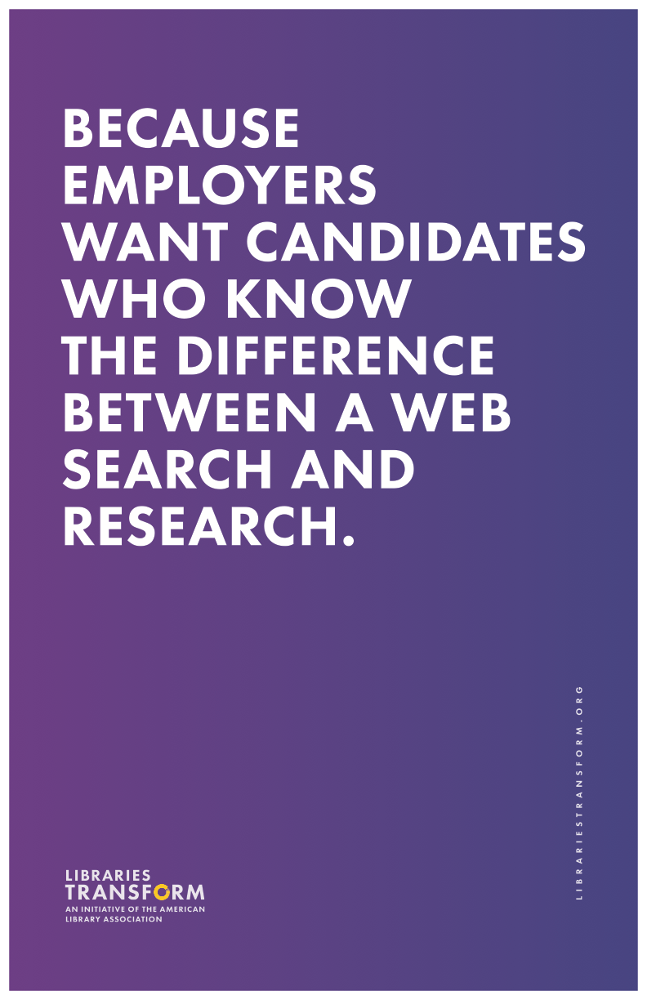 BECAUSE
EMPLOYERS
WANT CANDIDATES
WHO KNOW
THE DIFFERENCE
BETWEEN A WEB
SEARCH AND
RESEARCH.
LIBRARIESTRANSFORM.ORG
LIBRARIES
TRANSFORM
AN INITIATIVE OF THE AMERICAN
LIBRARY ASSOCIATION